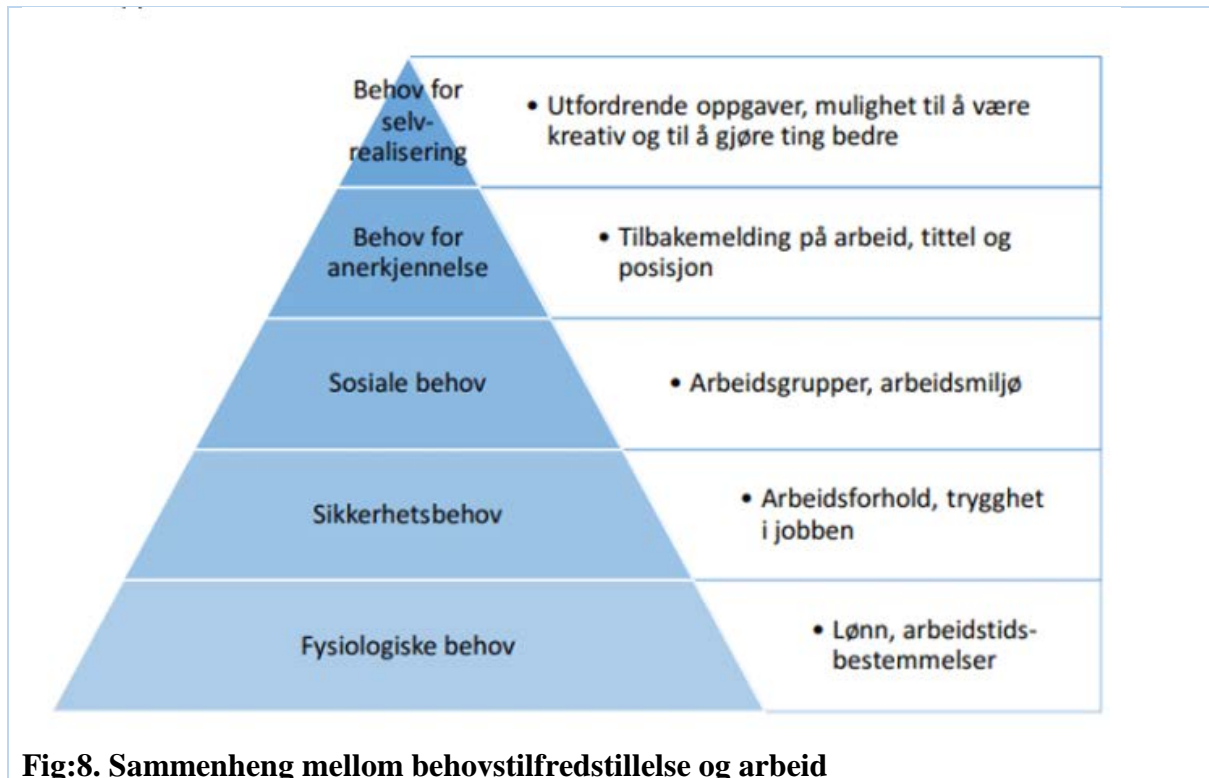 Behov for
selv-
realisering
• Utfordrende oppgaver, mulighet til å være
kreativ og til å gjøre ting bedre
Behov for
anerkjennelse
• Tilbakemelding på arbeid, tittel og
posisjon
Sosiale behov
• Arbeidsgrupper, arbeidsmiljø
Sikkerhetsbehov
• Arbeidsforhold, trygghet
i jobben
Fysiologiske behov
• Lønn, arbeidstids-
bestemmelser
Fig:8. Sammenheng mellom behovstilfredstillelse og arbeid